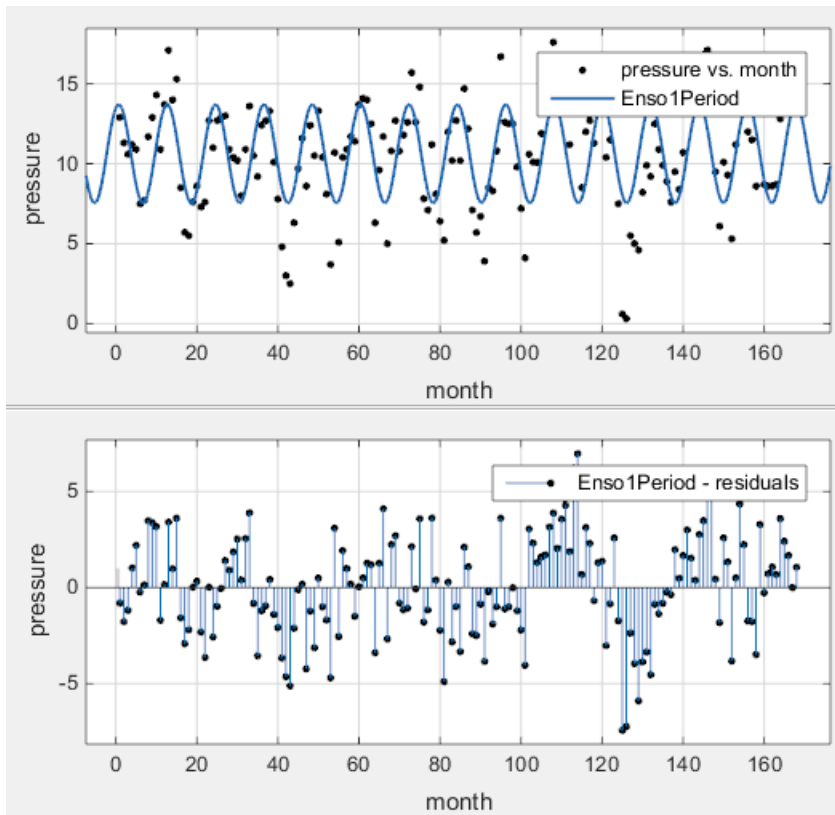 15
10
5
0
pressure
pressure vs. month
Enso1Period
0 20 40 60 80 100 120 140 160
month
5
0
-5
pressure
Enso1Period - residuals
0 20 40 60 80 100 120 140 160
month